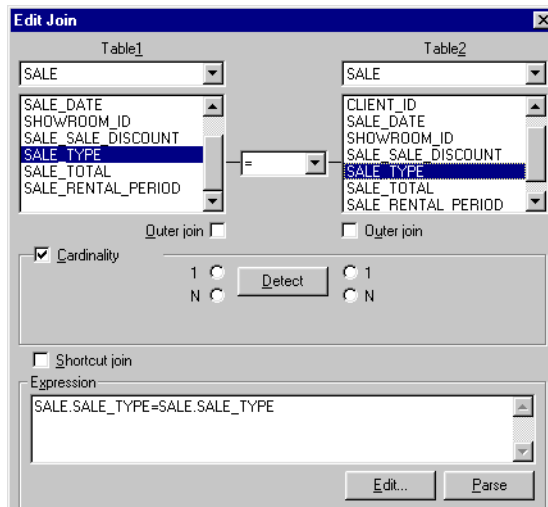 Edit Join
Table1 Table2
SALE SALE
SALE_DATE CLIENT_ID
SHOWROOM_ID SALE_DATE
SALE_SALE_DISCOUNT SHOWROOM_ID
SALE_TYPE SALE_SALE_DISCOUNT
SALE_TOTAL SALE_TYPE
SALE_RENTAL_PERIOD SALE_TOTAL
SALE_RENTAL_PERIOD
=
Outer join Outer join
Cardinality
1 Detect 1
N N
Shortcut join
Expression
SALE.SALE_TYPE=SALE.SALE_TYPE
Edit... Parse